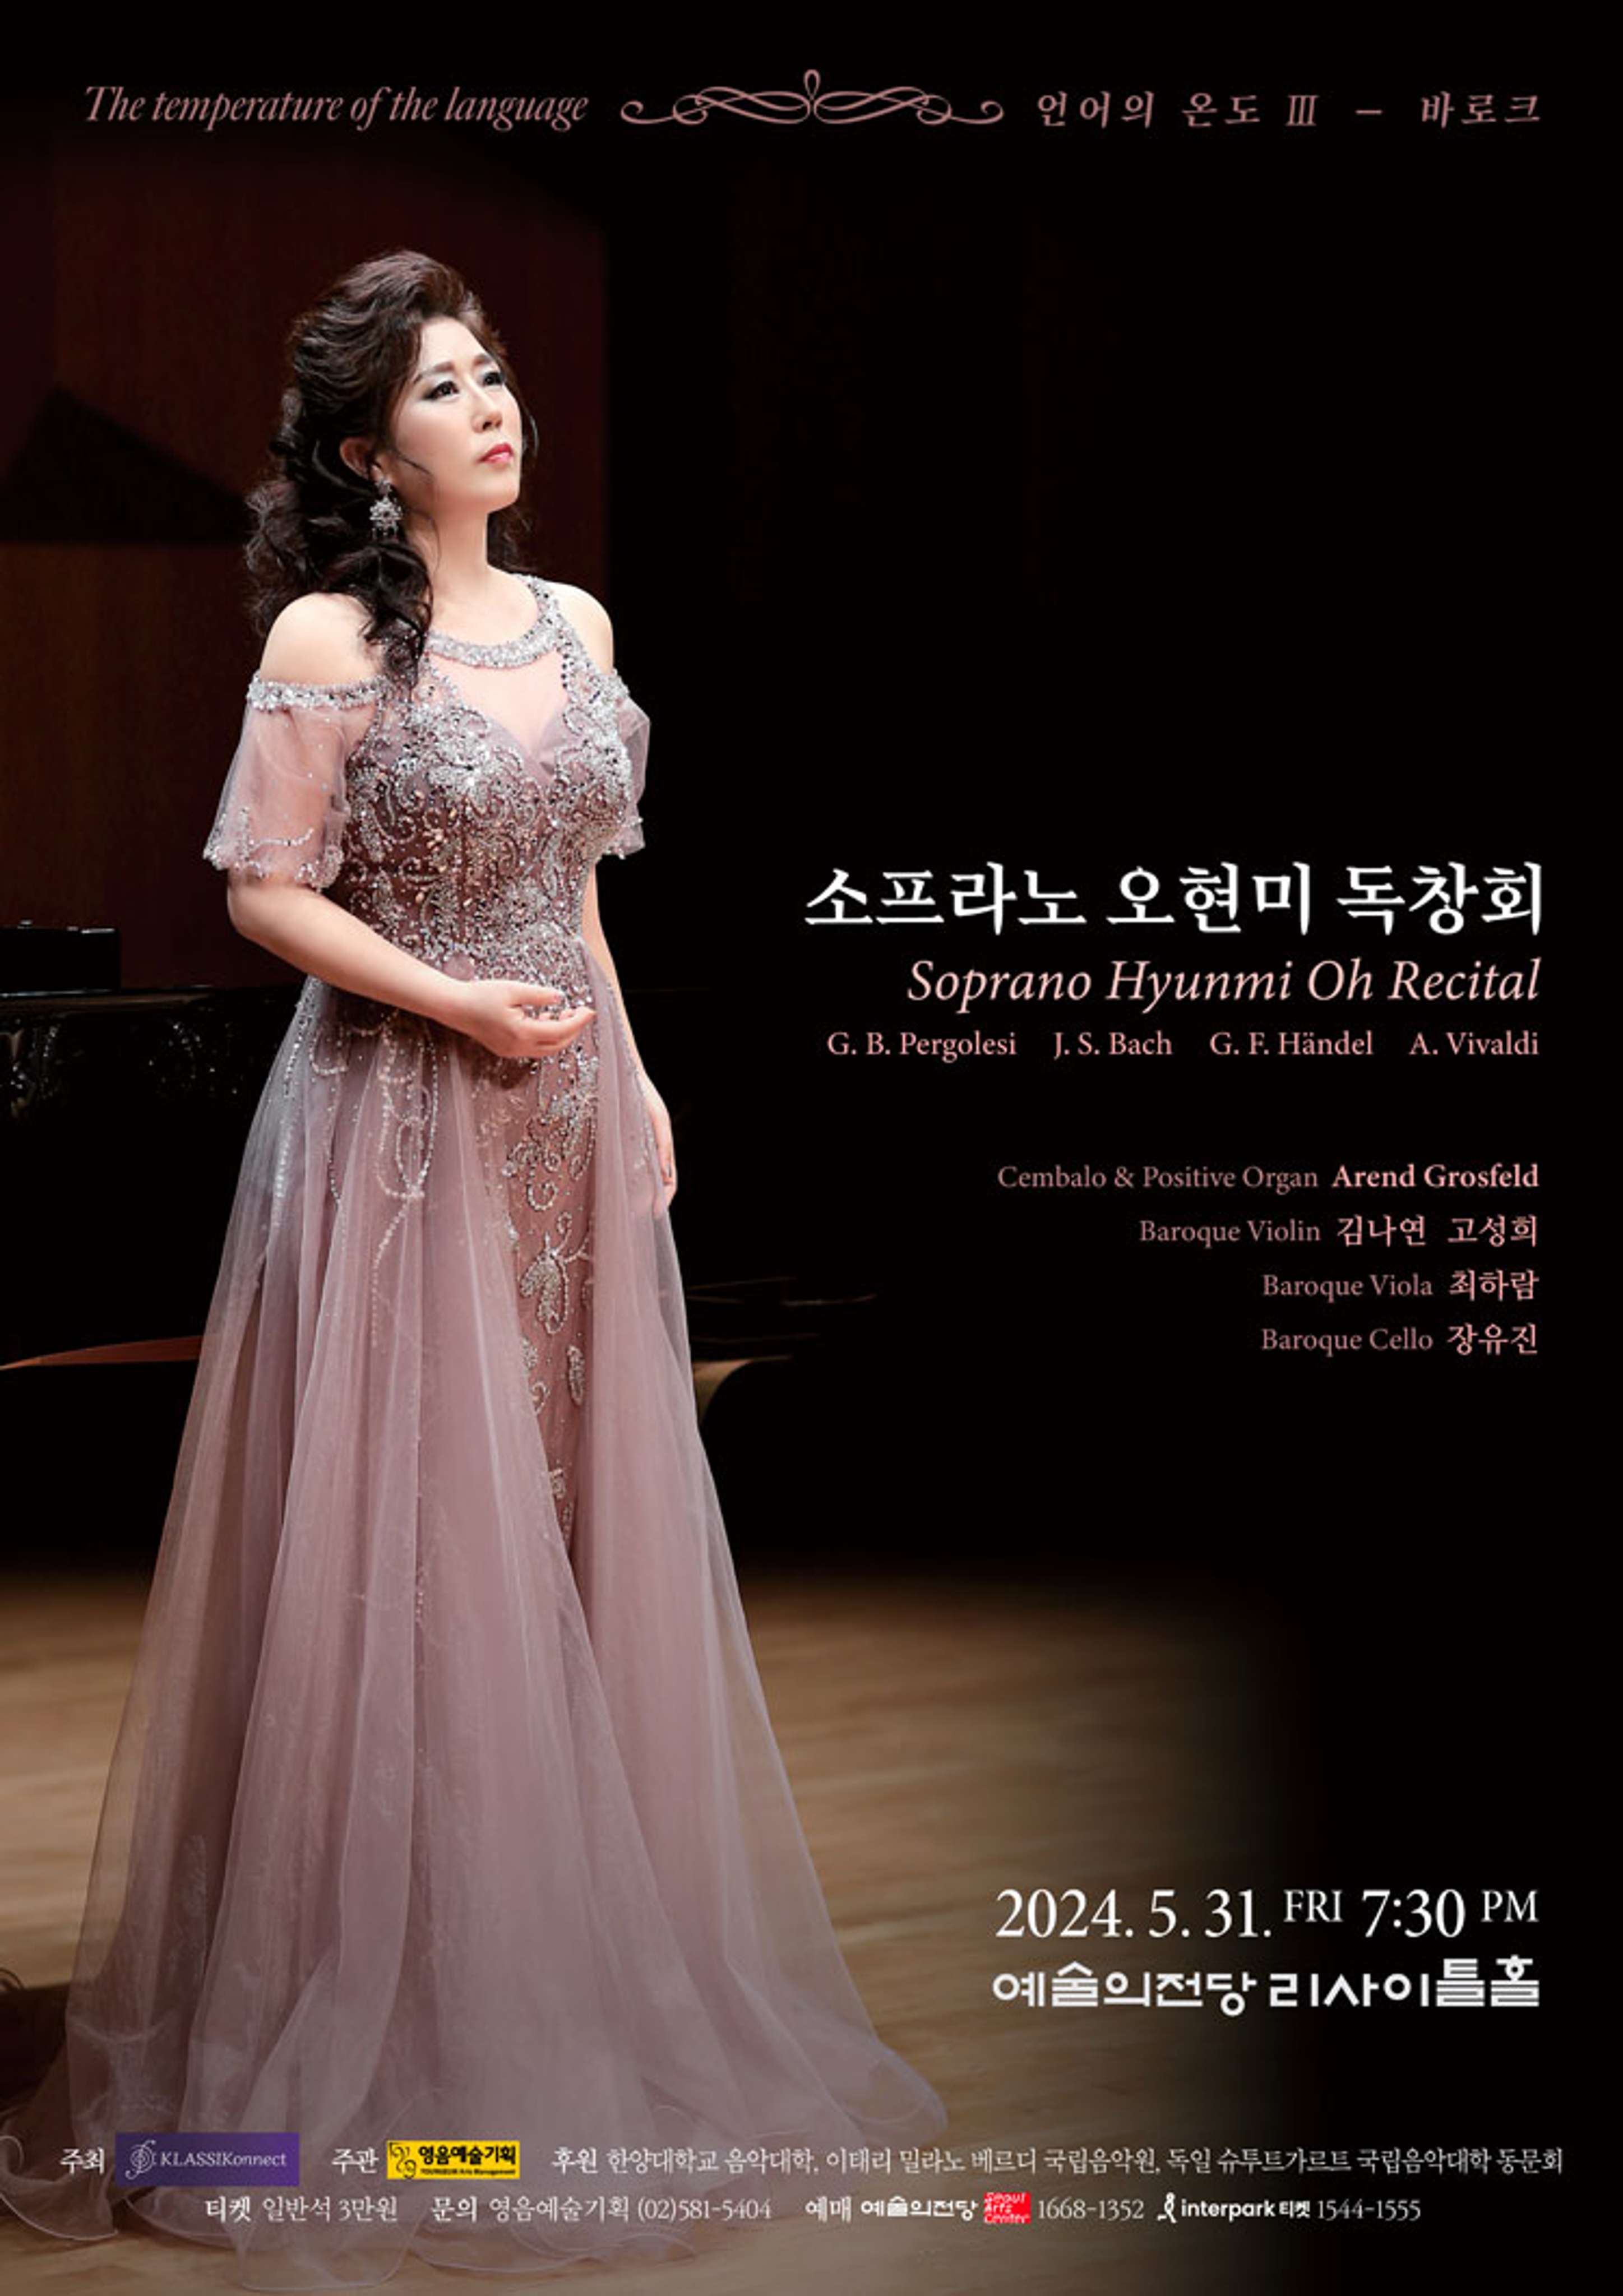 The temperature of the language 언어의 온도 Ⅲ – 바로크
소프라노 오현미 독창회
Soprano Hyunmi Oh Recital
G. B. Pergolesi J. S. Bach G. F. Händel A. Vivaldi
Cembalo & Positive Organ Arend Grosfeld
Baroque Violin 김나연 고성희
Baroque Viola 최하람
Baroque Cello 장유진
2024. 5. 31. FRI 7:30 PM
예술의전당 리사이틀홀
주최 KLASSIKonnect 주관 영음예술기획 YOUNGEUM Arts Management 후원 한양대학교 음악대학, 이태리 밀라노 베르디 국립음악원, 독일 슈투트가르트 국립음악대학 동문회
티켓 일반석 3만원 문의 영음예술기획 (02)581-5404 예매 예술의전당 Seoul Arts Center 1668-1352 interpark 티켓 1544-1555